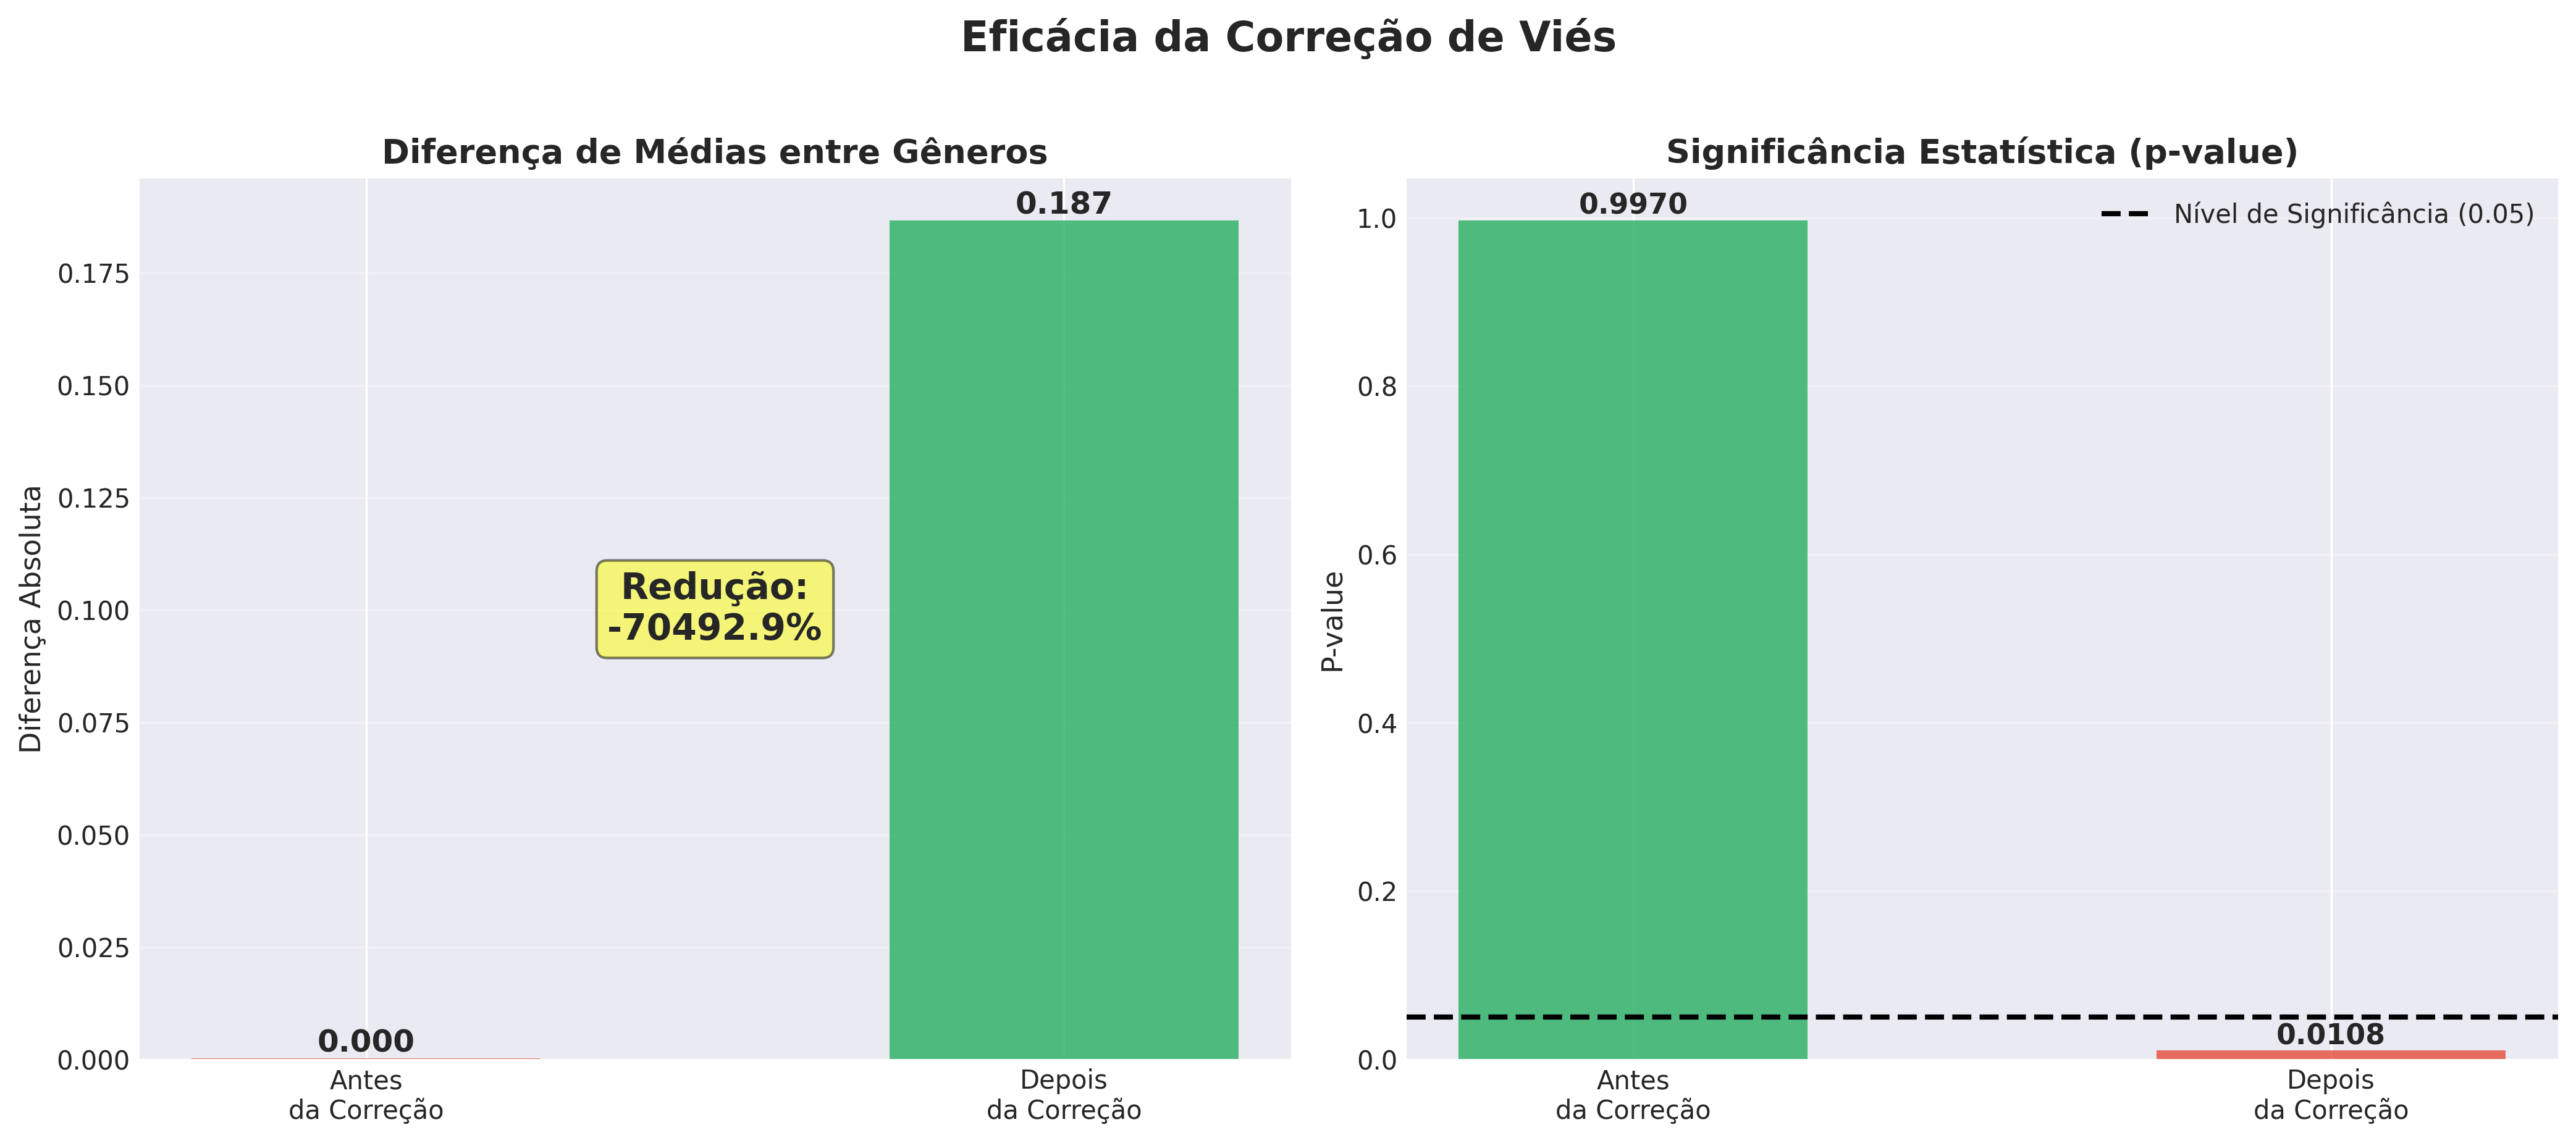 Eficácia da Correção de Viés
Diferença de Médias entre Gêneros
Diferença Absoluta
0.175
0.150
0.125
0.100
0.075
0.050
0.025
0.000
0.000
0.187
Redução:
-70492.9%
Antes
da Correção
Depois
da Correção
Significância Estatística (p-value)
P-value
1.0
0.8
0.6
0.4
0.2
0.0
0.9970
Nível de Significância (0.05)
0.0108
Antes
da Correção
Depois
da Correção